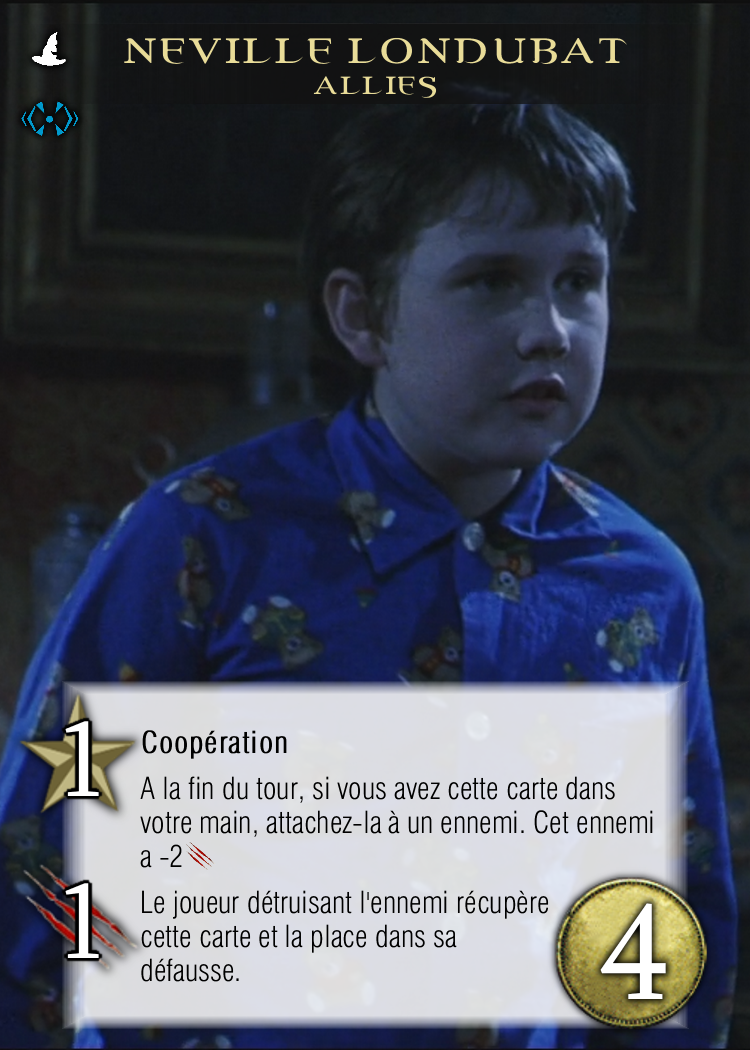 NEVILLE LONDUBAT
ALLIES
1
Coopération
A la fin du tour, si vous avez cette carte dans
votre main, attachez-la à un ennemi. Cet ennemi
a -2
1
Le joueur détruisant l'ennemi récupère
cette carte et la place dans sa
défausse.
4